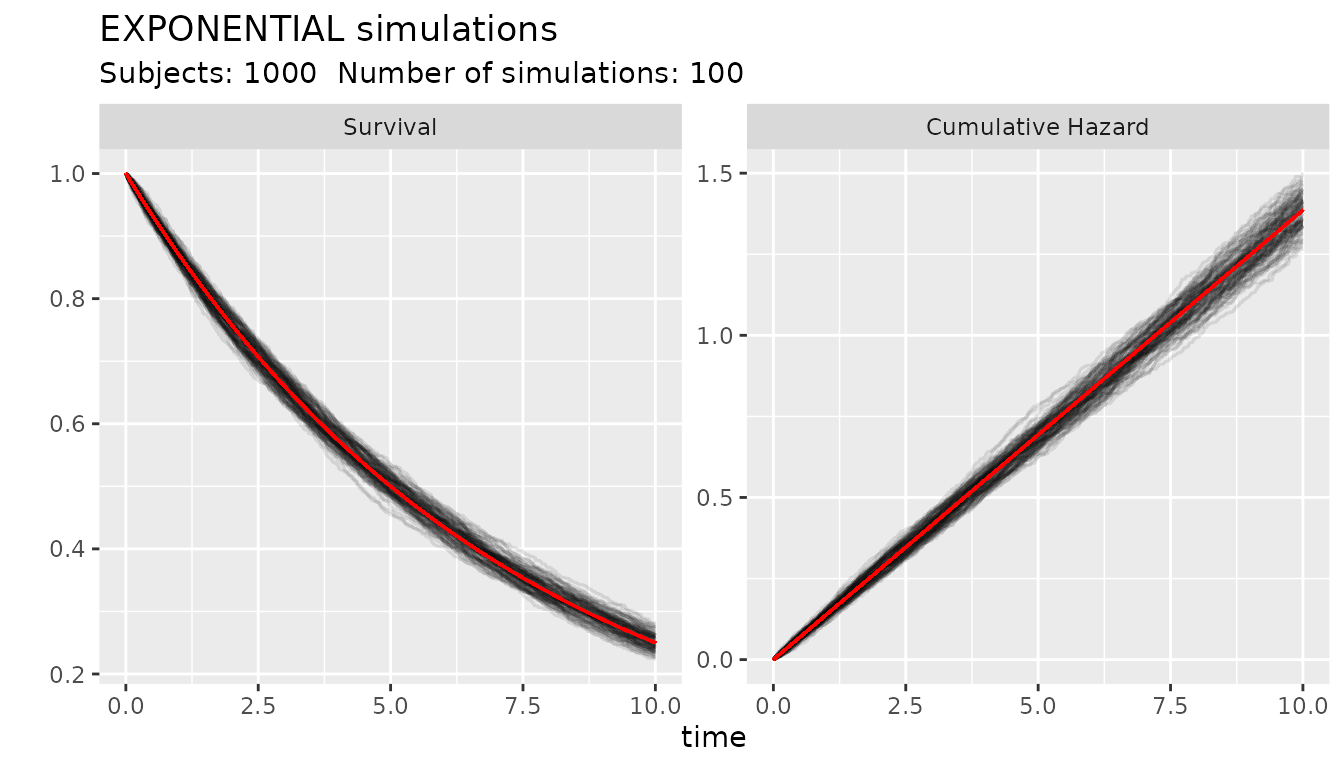 EXPONENTIAL simulations
Subjects: 1000  Number of simulations: 100
Survival
Cumulative Hazard
1.0
0.8
0.6
0.4
0.2
0.0 2.5 5.0 7.5 10.0
1.5
1.0
0.5
0.0
0.0 2.5 5.0 7.5 10.0
time